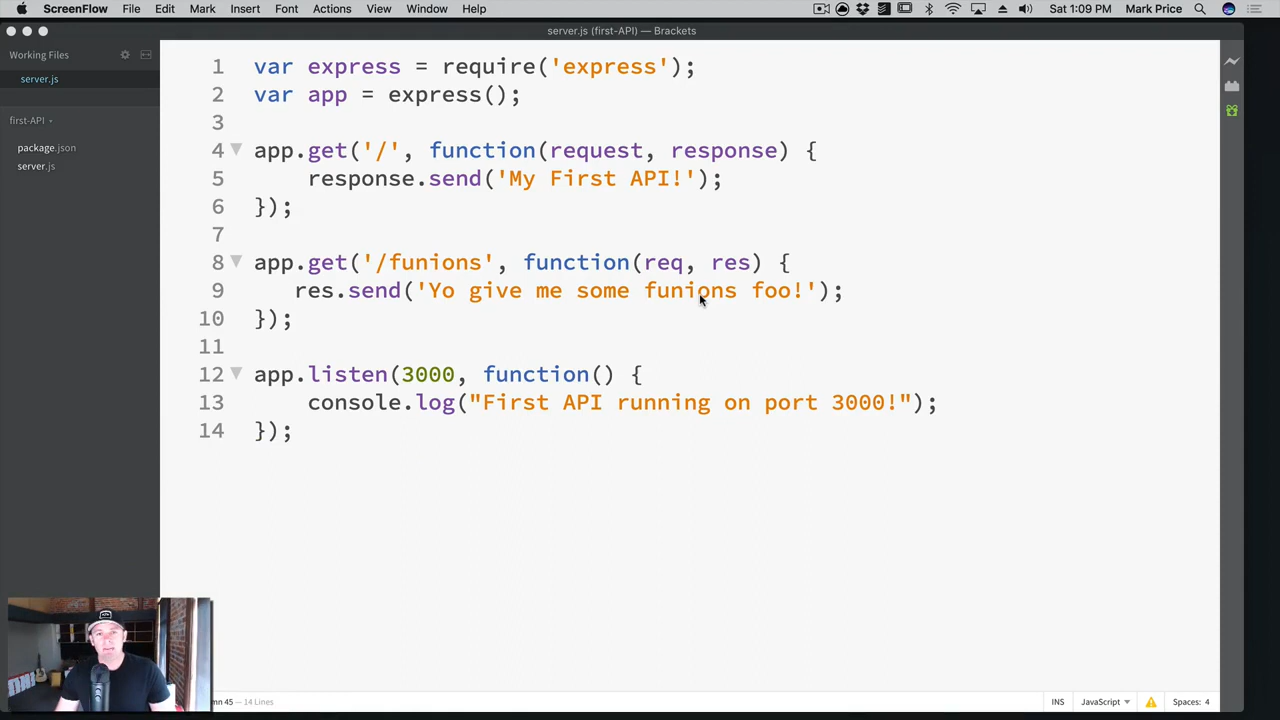 ScreenFlow File Edit Mark Insert Font Actions View Window Help Sat 1:09 PM Mark Price
server.js (first-API) — Brackets
Working Files
server.js
first-API
package.json
server.js
1 var express = require('express');
2 var app = express();
3
4 app.get('/', function(request, response) {
5 response.send('My First API!');
6 });
7
8 app.get('/funions', function(req, res) {
9 res.send('Yo give me some funions foo!');
10 });
11
12 app.listen(3000, function() {
13 console.log("First API running on port 3000!");
14 });
mn 45 — 14 Lines INS JavaScript Spaces: 4